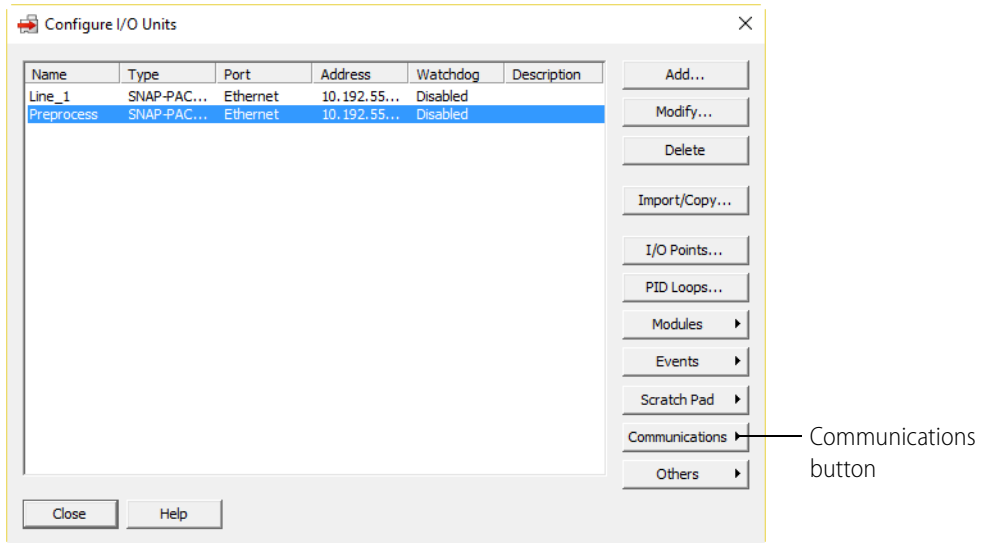 Configure I/O Units
Name Type Port Address Watchdog Description
Line_1 SNAP-PAC... Ethernet 10.192.55... Disabled
Preprocess SNAP-PAC... Ethernet 10.192.55... Disabled
Add...
Modify...
Delete
Import/Copy...
I/O Points...
PID Loops...
Modules
Events
Scratch Pad
Communications
Others
Communications
button
Close Help